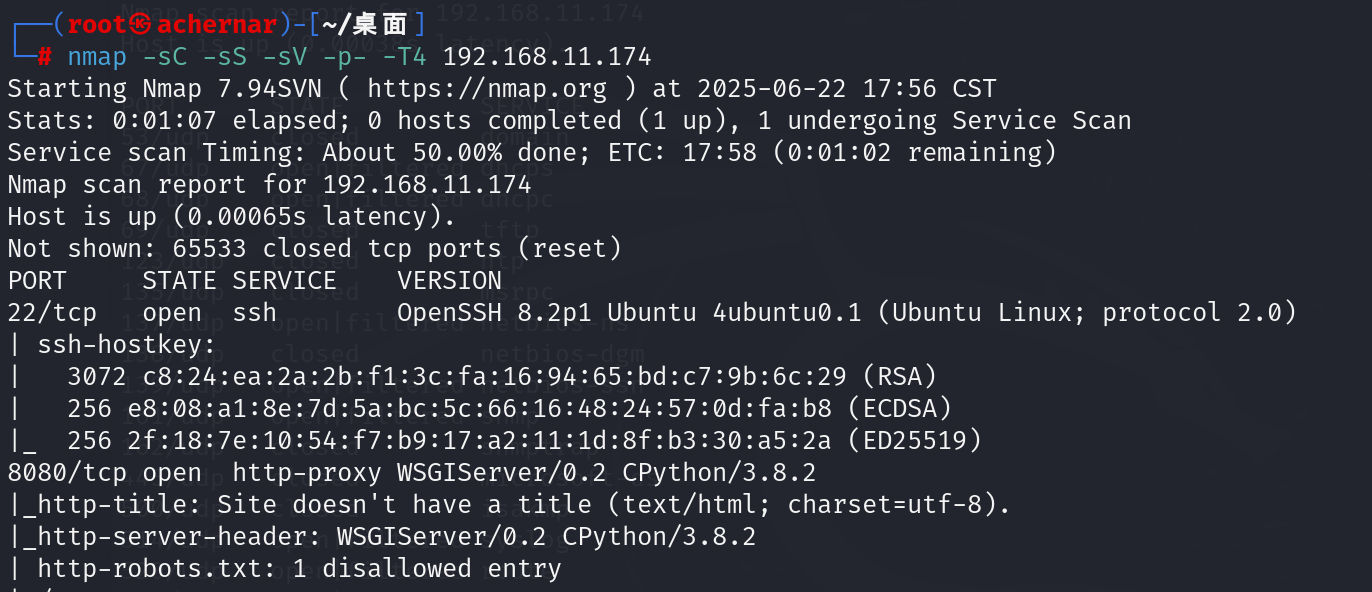 ┌──(root㉿achernar)-[~/桌面]
└─# nmap -sC -sS -sV -p- -T4 192.168.11.174
Starting Nmap 7.94SVN ( https://nmap.org ) at 2025-06-22 17:56 CST
Stats: 0:01:07 elapsed; 0 hosts completed (1 up), 1 undergoing Service Scan
Service scan Timing: About 50.00% done; ETC: 17:58 (0:01:02 remaining)
Nmap scan report for 192.168.11.174
Host is up (0.00065s latency).
Not shown: 65533 closed tcp ports (reset)
PORT     STATE SERVICE    VERSION
22/tcp   open  ssh        OpenSSH 8.2p1 Ubuntu 4ubuntu0.1 (Ubuntu Linux; protocol 2.0)
| ssh-hostkey:
|   3072 c8:24:ea:2a:2b:f1:3c:fa:16:94:65:bd:c7:9b:6c:29 (RSA)
|   256 e8:08:a1:8e:7d:5a:bc:5c:66:16:48:24:57:0d:fa:b8 (ECDSA)
|_  256 2f:18:7e:10:54:f7:b9:17:a2:11:1d:8f:b3:30:a5:2a (ED25519)
8080/tcp open  http-proxy WSGIServer/0.2 CPython/3.8.2
|_http-title: Site doesn't have a title (text/html; charset=utf-8).
|_http-server-header: WSGIServer/0.2 CPython/3.8.2
| http-robots.txt: 1 disallowed entry